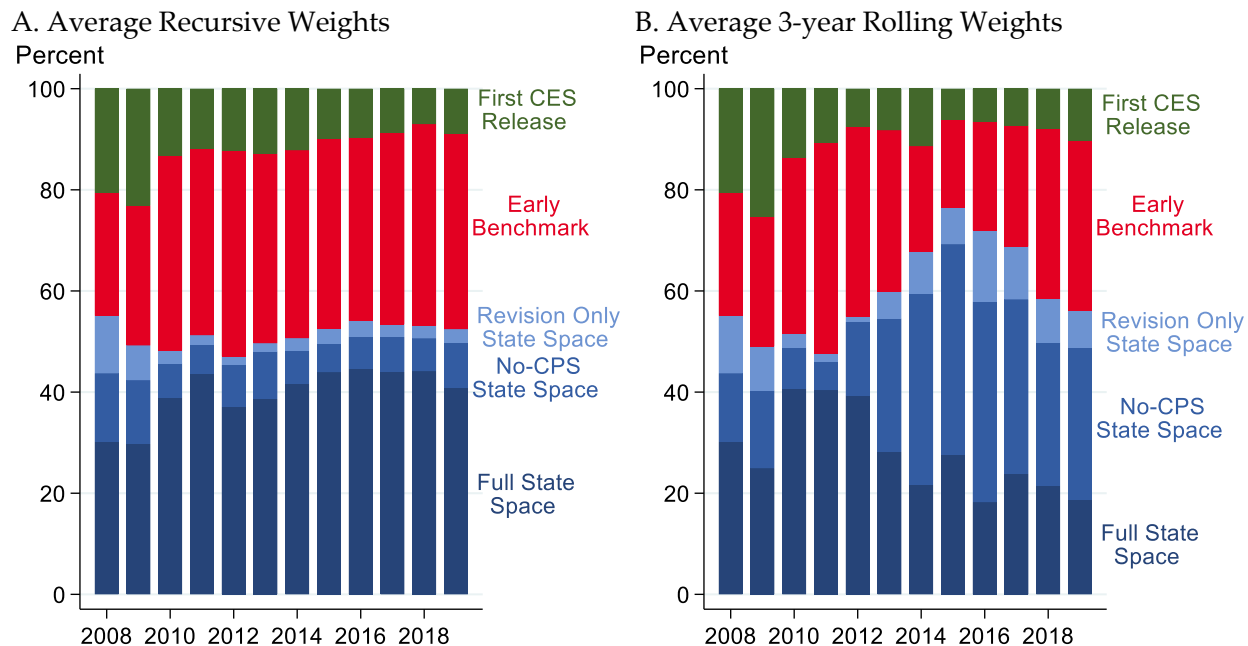 A. Average Recursive Weights
Percent
100
80
60
40
20
0
2008 2010 2012 2014 2016 2018
First CES
Release
Early
Benchmark
Revision Only
State Space
No-CPS
State Space
Full State
Space
B. Average 3-year Rolling Weights
Percent
100
80
60
40
20
0
2008 2010 2012 2014 2016 2018
First CES
Release
Early
Benchmark
Revision Only
State Space
No-CPS
State Space
Full State
Space